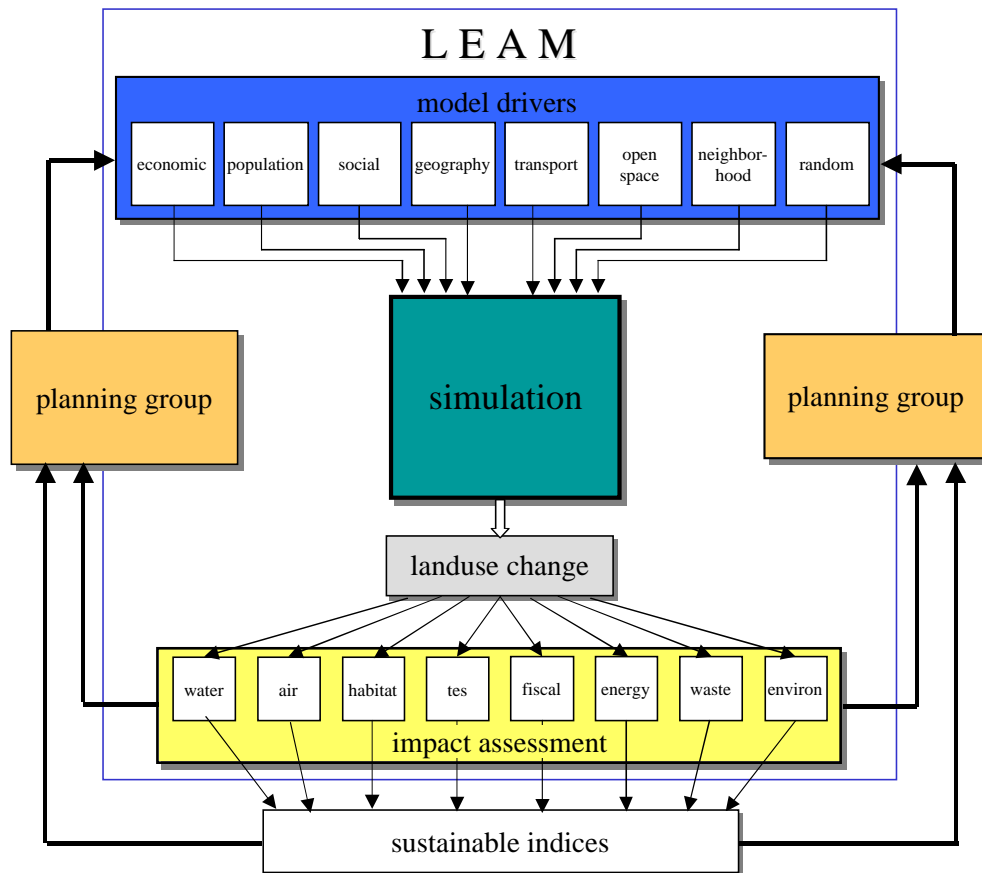 L E A M
model drivers
economic
population
social
geography
transport
open
space
neighbor-
hood
random
planning group
simulation
planning group
landuse change
water
air
habitat
tes
fiscal
energy
waste
environ
impact assessment
sustainable indices